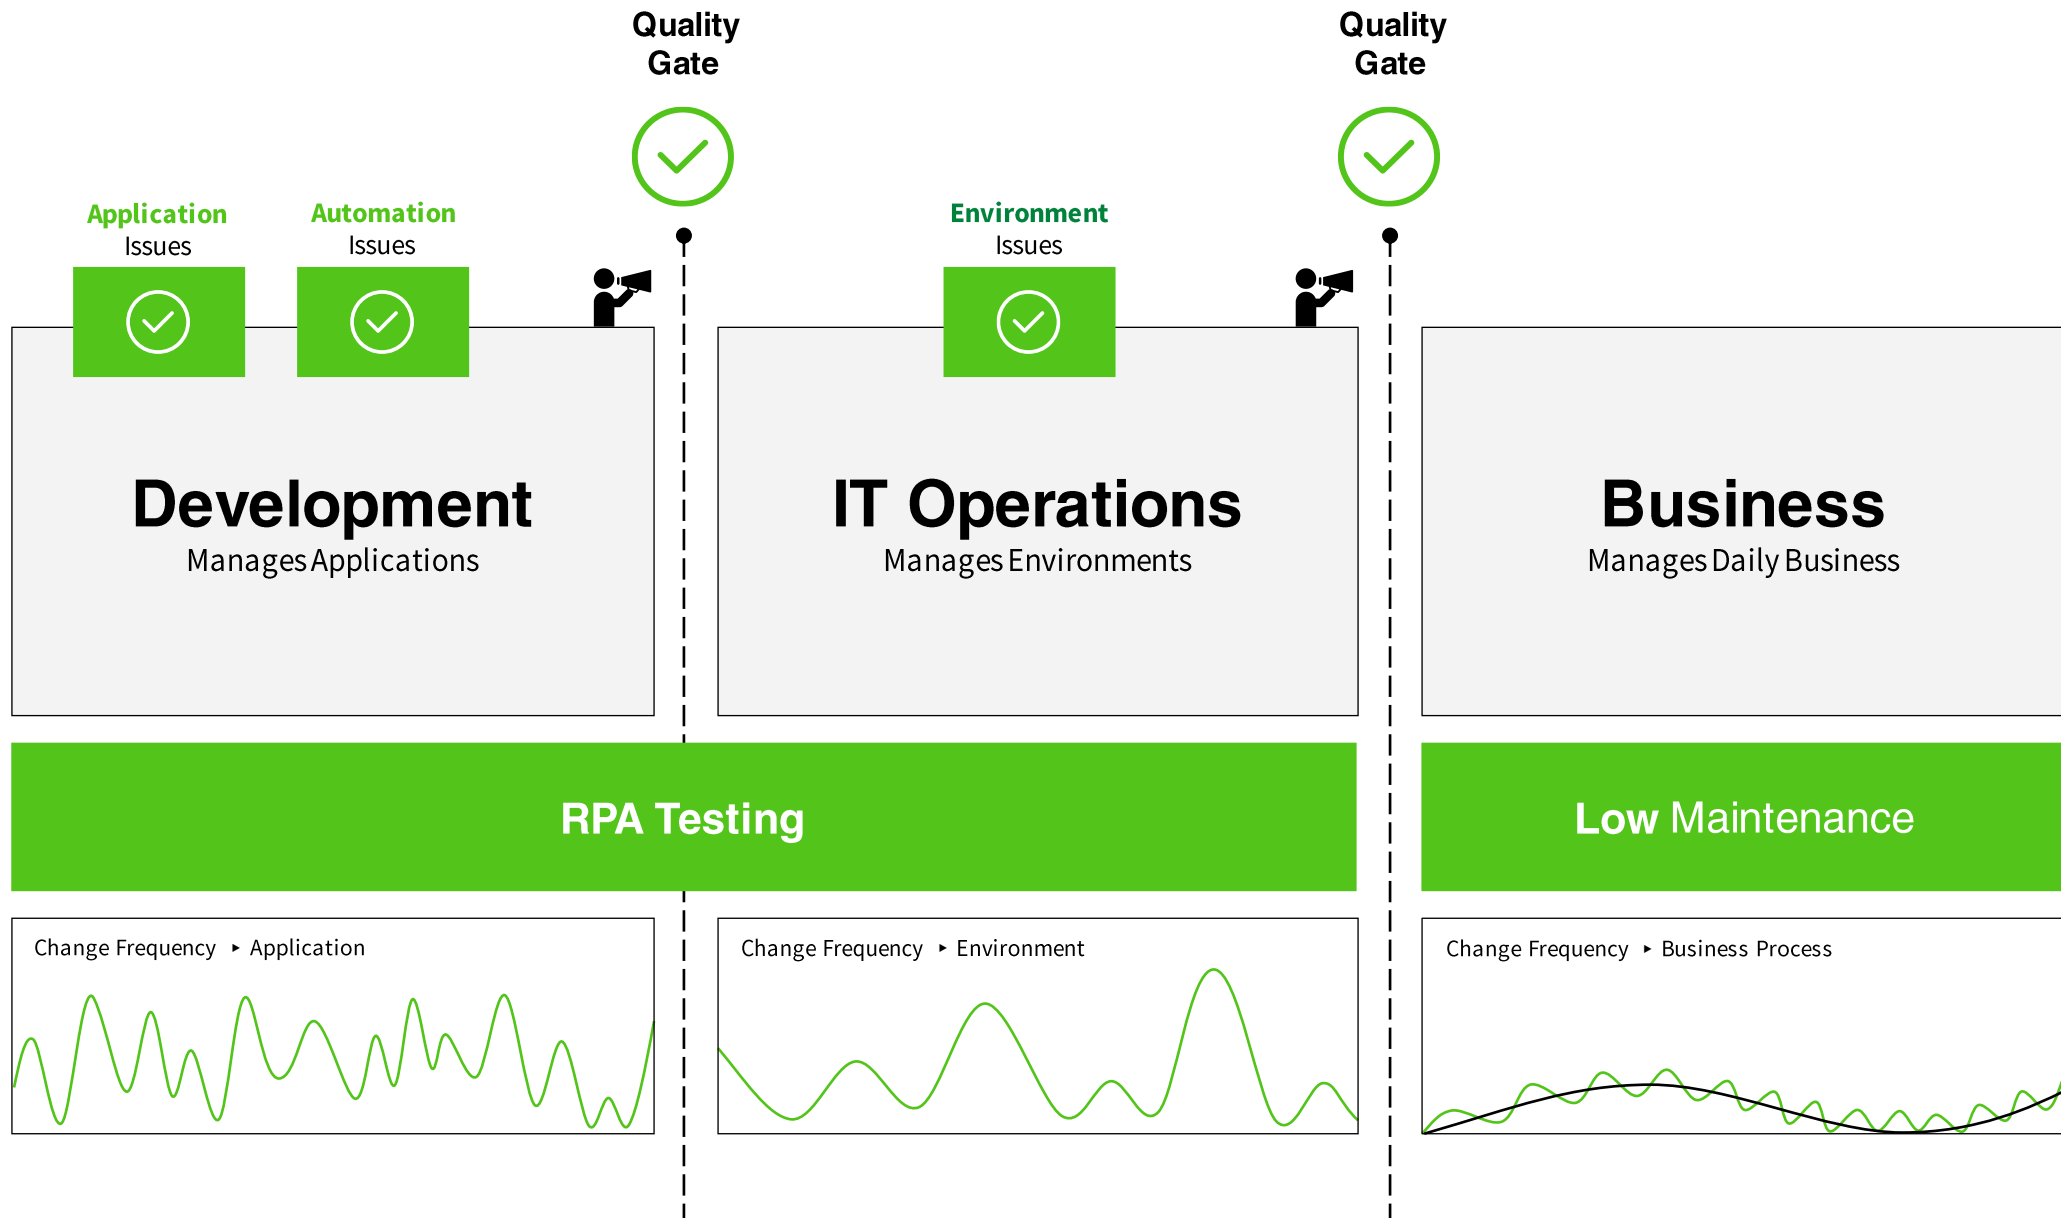 Quality
Gate
Quality
Gate
Application
Issues
Automation
Issues
Environment
Issues
Development
Manages Applications
IT Operations
Manages Environments
Business
Manages Daily Business
RPA Testing
Low Maintenance
Change Frequency ▸ Application
Change Frequency ▸ Environment
Change Frequency ▸ Business Process